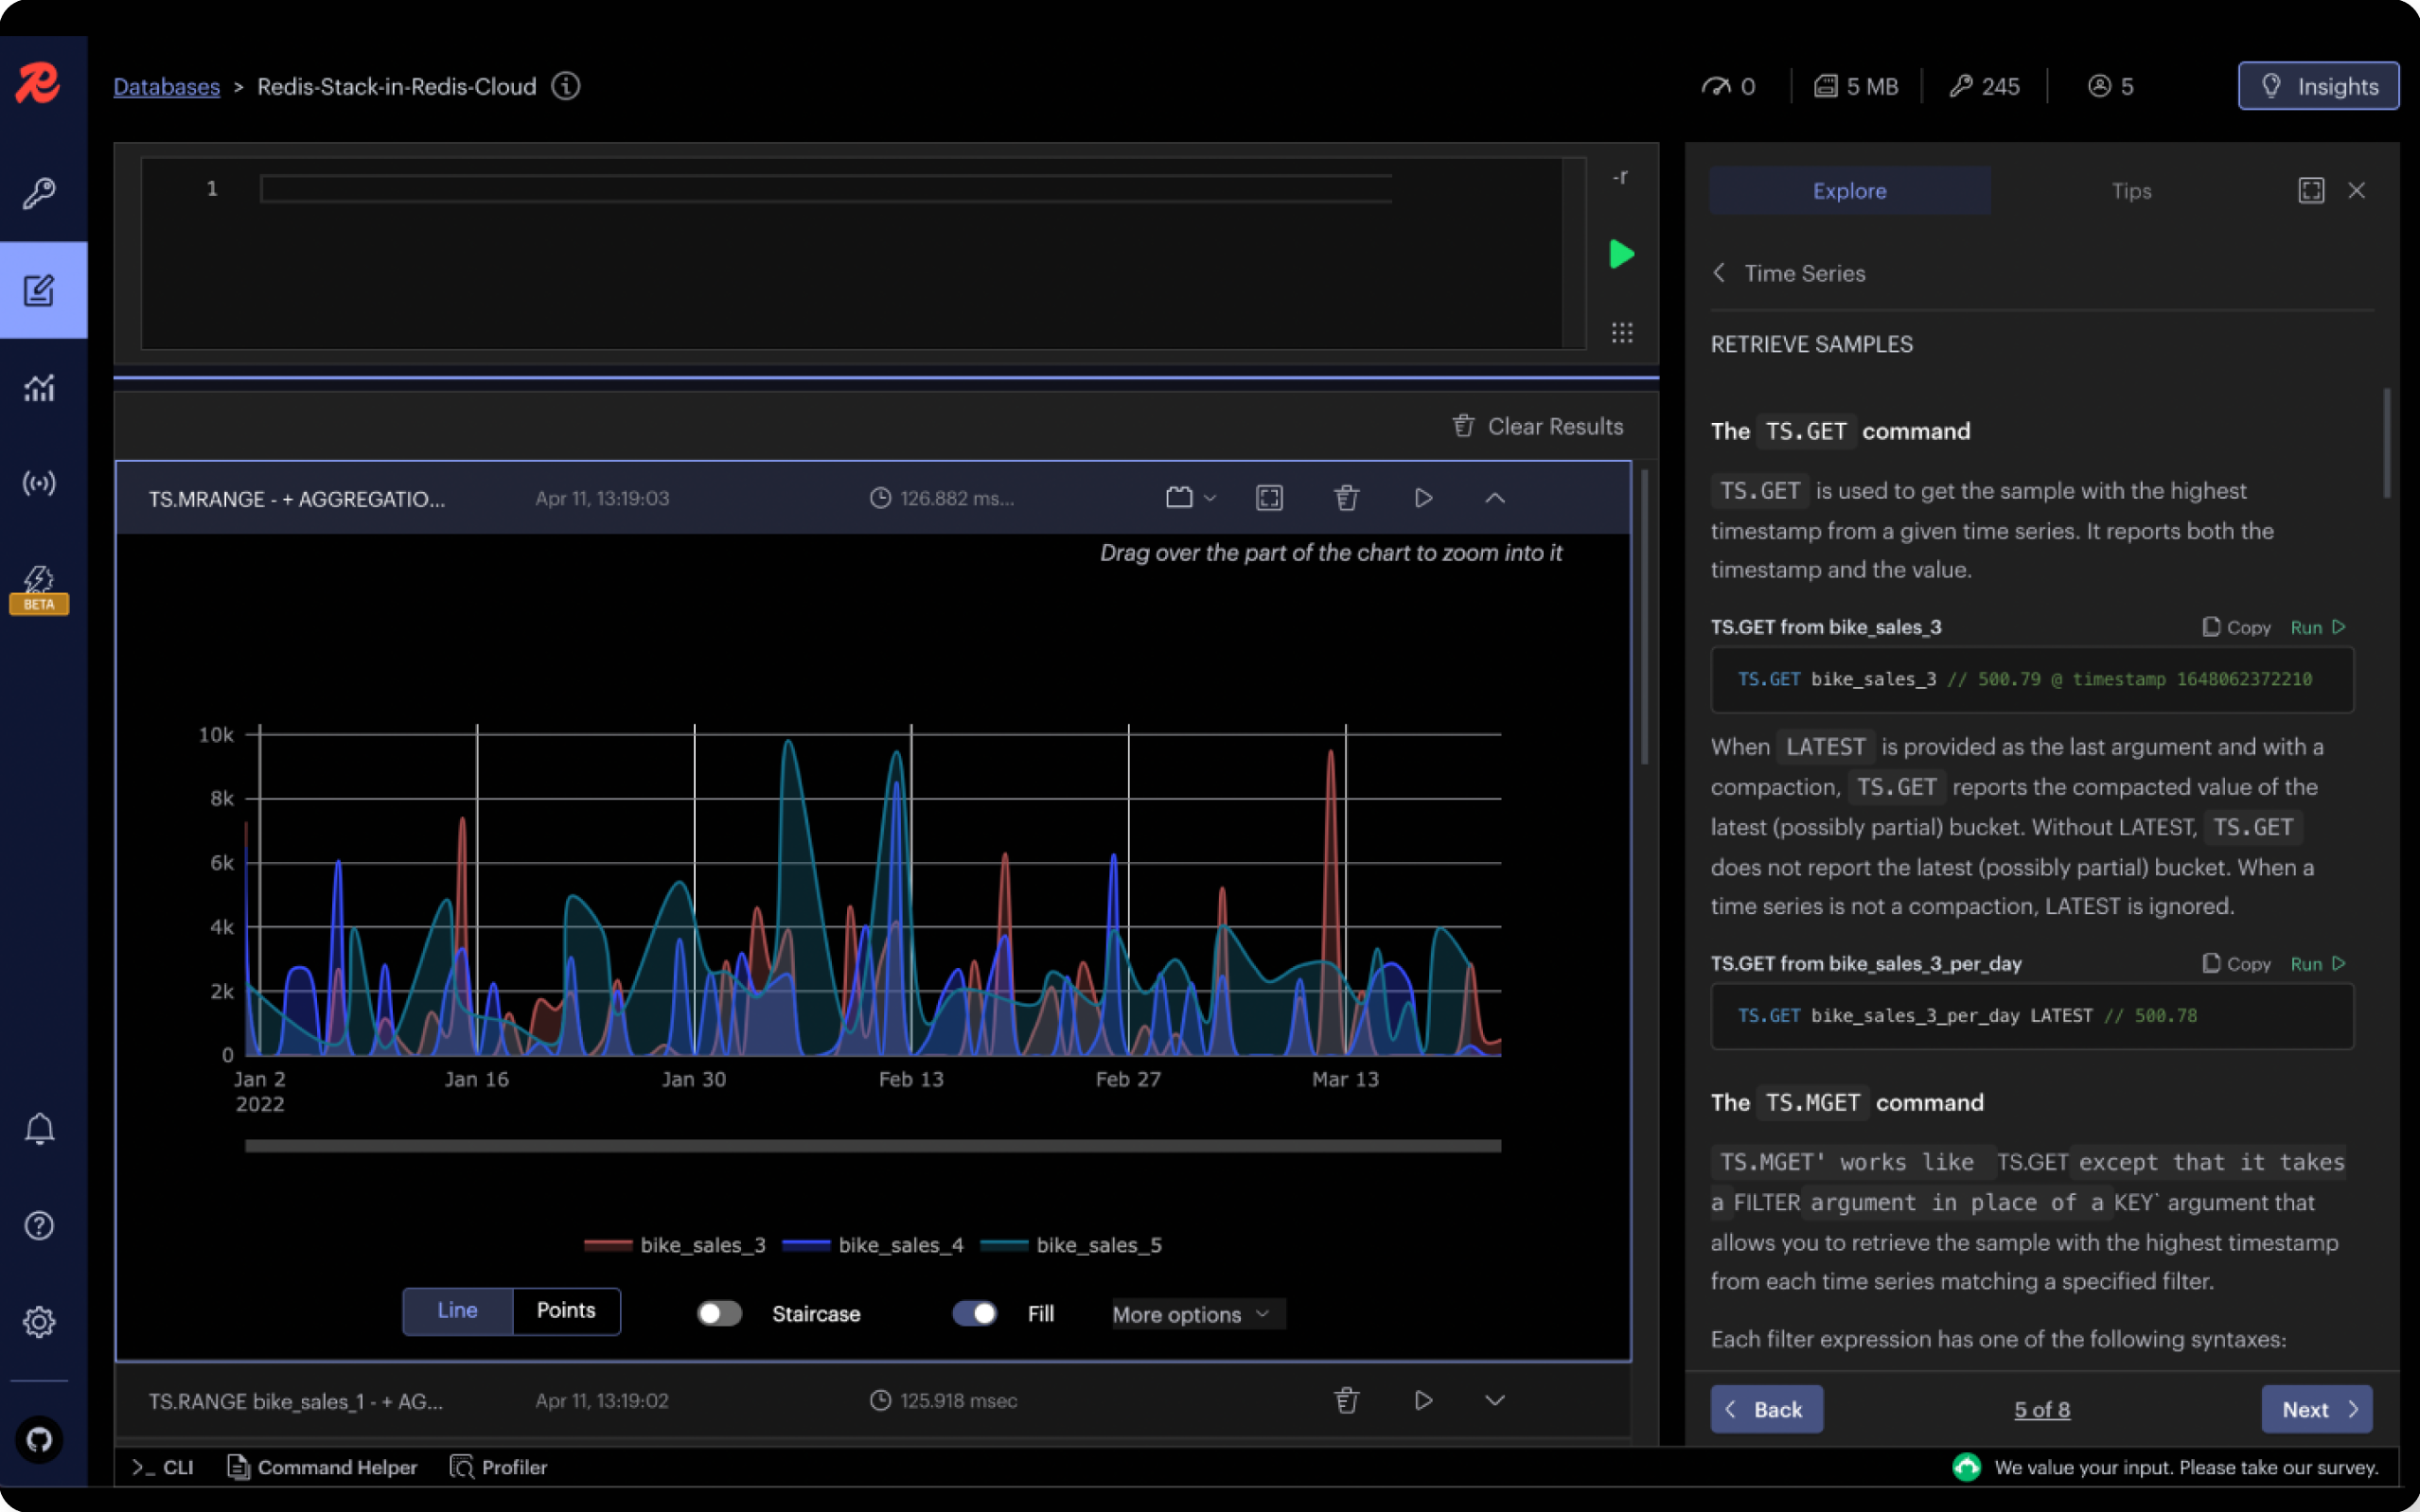 Databases > Redis-Stack-in-Redis-Cloud
0
5 MB
245
5
Insights
BETA
1
-r
Clear Results
TS.MRANGE - + AGGREGATIO...
Apr 11, 13:19:03
126.882 ms...
Drag over the part of the chart to zoom into it
10k
8k
6k
4k
2k
0
Jan 2
2022
Jan 16
Jan 30
Feb 13
Feb 27
Mar 13
bike_sales_3
bike_sales_4
bike_sales_5
Line
Points
Staircase
Fill
More options
TS.RANGE bike_sales_1 - + AG...
Apr 11, 13:19:02
125.918 msec
Explore
Tips
Time Series
RETRIEVE SAMPLES
The TS.GET command
TS.GET is used to get the sample with the highest
timestamp from a given time series. It reports both the
timestamp and the value.
TS.GET from bike_sales_3
Copy
Run
TS.GET bike_sales_3 // 500.79 @ timestamp 1648062372210
When LATEST is provided as the last argument and with a
compaction, TS.GET reports the compacted value of the
latest (possibly partial) bucket. Without LATEST, TS.GET
does not report the latest (possibly partial) bucket. When a
time series is not a compaction, LATEST is ignored.
TS.GET from bike_sales_3_per_day
Copy
Run
TS.GET bike_sales_3_per_day LATEST // 500.78
The TS.MGET command
TS.MGET' works like TS.GET except that it takes
a FILTER argument in place of a KEY` argument that
allows you to retrieve the sample with the highest timestamp
from each time series matching a specified filter.
Each filter expression has one of the following syntaxes:
Back
5 of 8
Next
>_ CLI
Command Helper
Profiler
We value your input. Please take our survey.